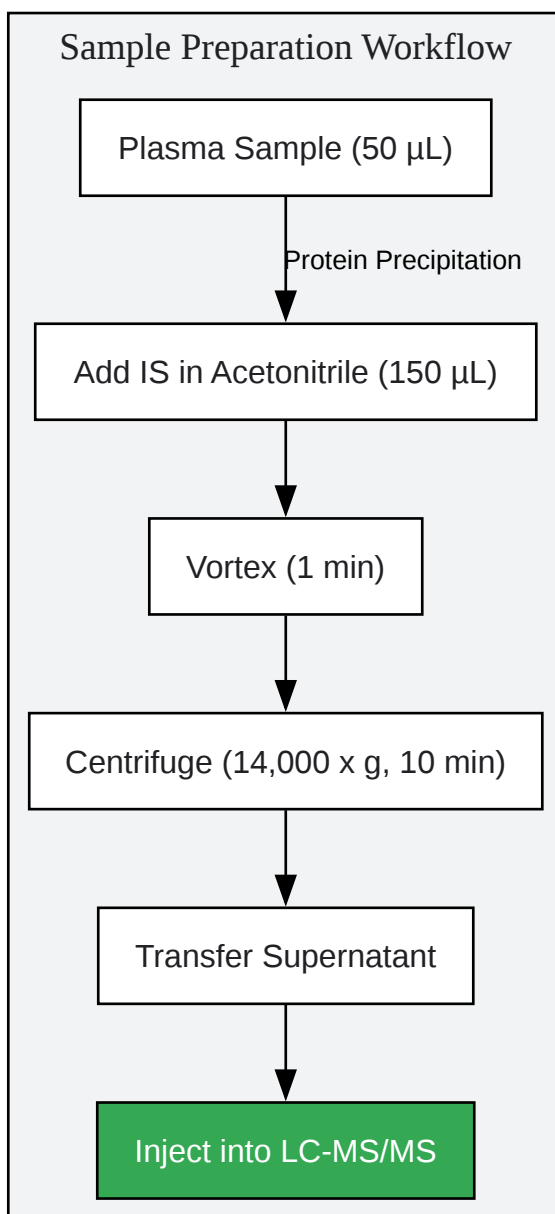 Sample Preparation Workflow
Plasma Sample (50 µL)
Protein Precipitation
Add IS in Acetonitrile (150 µL)
Vortex (1 min)
Centrifuge (14,000 x g, 10 min)
Transfer Supernatant
Inject into LC-MS/MS